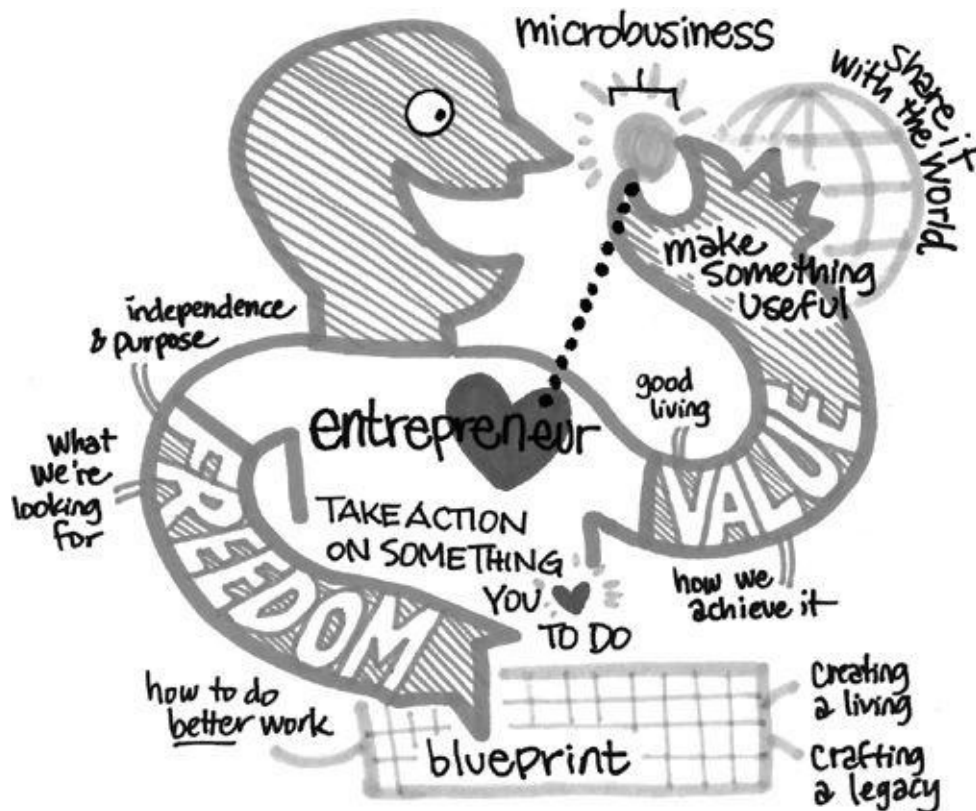 microbusiness
share it
with the world
make
something
useful
independence
& purpose
good
living
entrepreneur
what
we're
looking
for
FREEDOM
VALUE
TAKE ACTION
ON SOMETHING
YOU ♥
TO DO
how we
achieve it
how to do
better work
blueprint
creating
a living
crafting
a legacy